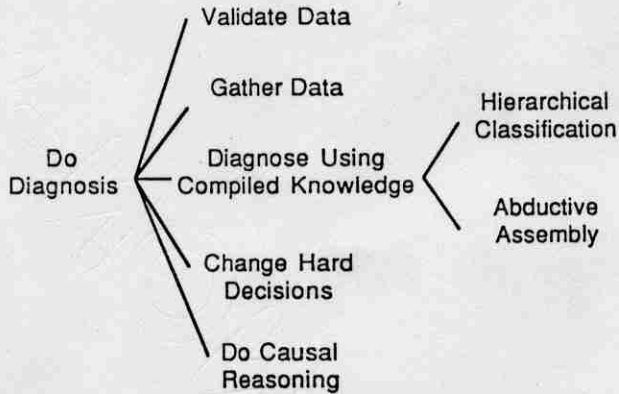 Validate Data
Gather Data
Hierarchical
Classification
Do
Diagnosis
Diagnose Using
Compiled Knowledge
Abductive
Assembly
Change Hard
Decisions
Do Causal
Reasoning